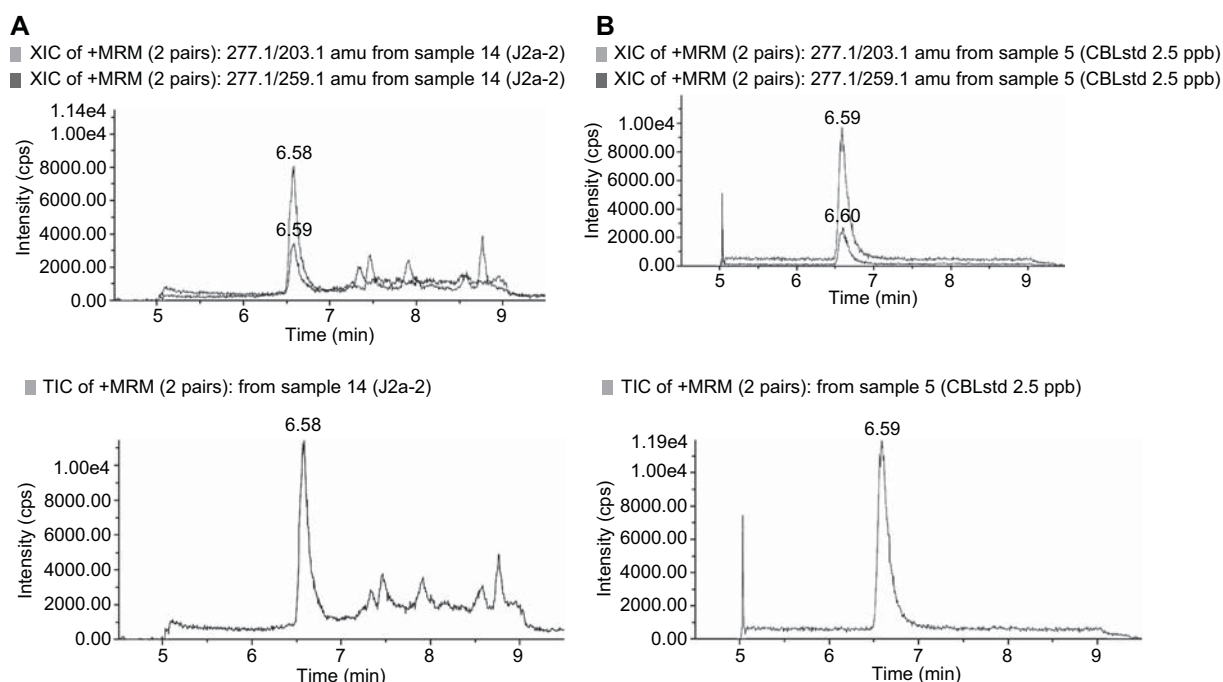 A
XIC of +MRM (2 pairs): 277.1/203.1 amu from sample 14 (J2a-2)
XIC of +MRM (2 pairs): 277.1/259.1 amu from sample 14 (J2a-2)
1.14e4
1.00e4
8000.00
6000.00
4000.00
2000.00
0.00
Intensity (cps)
6.58
6.59
5 6 7 8 9
Time (min)
B
XIC of +MRM (2 pairs): 277.1/203.1 amu from sample 5 (CBLstd 2.5 ppb)
XIC of +MRM (2 pairs): 277.1/259.1 amu from sample 5 (CBLstd 2.5 ppb)
1.00e4
8000.00
6000.00
4000.00
2000.00
0.00
Intensity (cps)
6.59
6.60
5 6 7 8 9
Time (min)
TIC of +MRM (2 pairs): from sample 14 (J2a-2)
1.00e4
8000.00
6000.00
4000.00
2000.00
0.00
Intensity (cps)
6.58
5 6 7 8 9
Time (min)
TIC of +MRM (2 pairs): from sample 5 (CBLstd 2.5 ppb)
1.19e4
1.00e4
8000.00
6000.00
4000.00
2000.00
0.00
Intensity (cps)
6.59
5 6 7 8 9
Time (min)